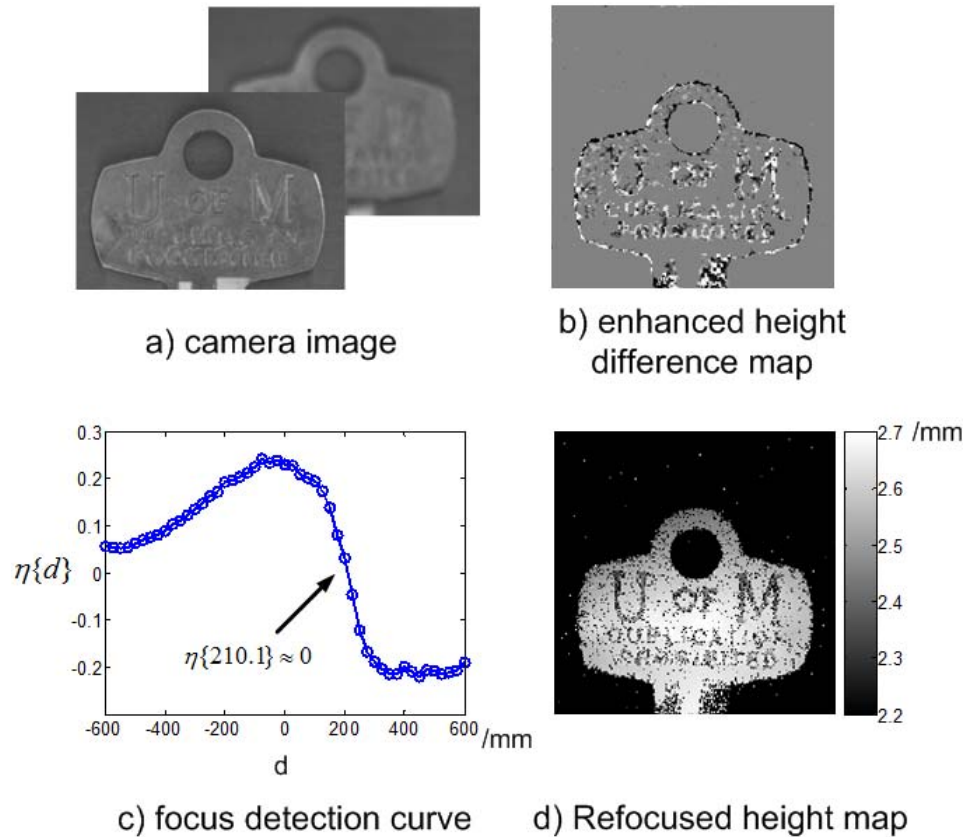 U OF M
a) camera image
U OF M
b) enhanced height
difference map
0.3
0.2
0.1
0
-0.1
-0.2
η{d}
η{210.1} ≈ 0
-600 -400 -200 0 200 400 600 /mm
d
c) focus detection curve
/mm
2.7
2.6
2.5
2.4
2.3
2.2
U OF M
d) Refocused height map